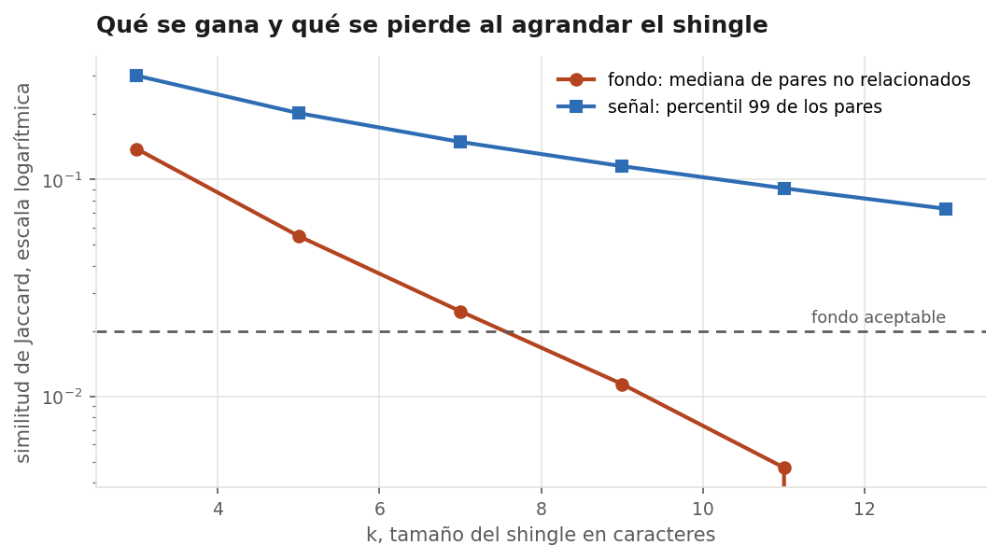 Qué se gana y qué se pierde al agrandar el shingle
fondo: mediana de pares no relacionados
señal: percentil 99 de los pares
similitud de Jaccard, escala logarítmica
10⁻¹
10⁻²
fondo aceptable
4
6
8
10
12
k, tamaño del shingle en caracteres